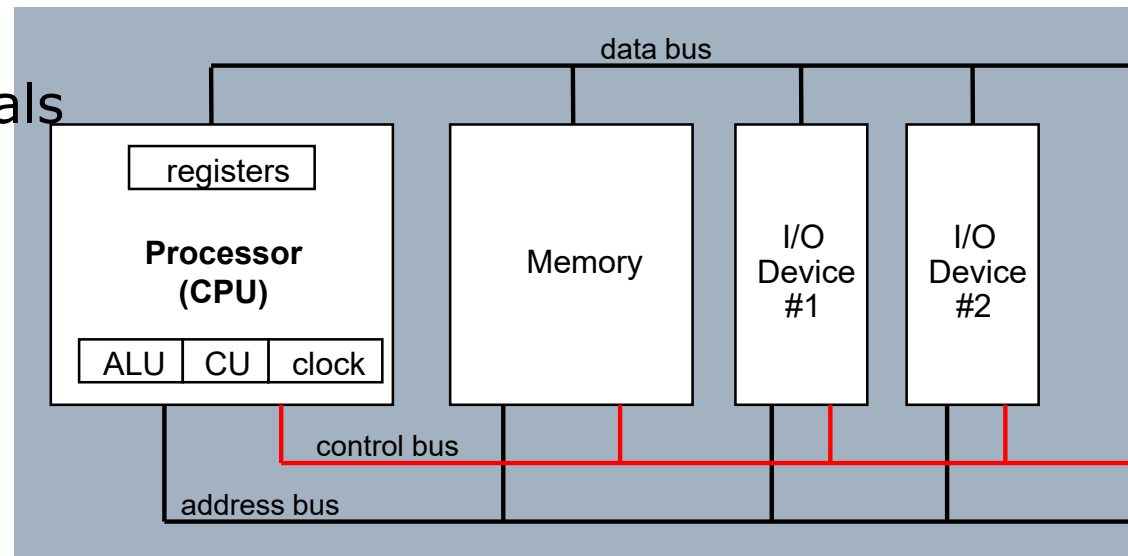 data bus
als
registers
Processor
(CPU)
ALU CU clock
Memory
I/O
Device
#1
I/O
Device
#2
control bus
address bus